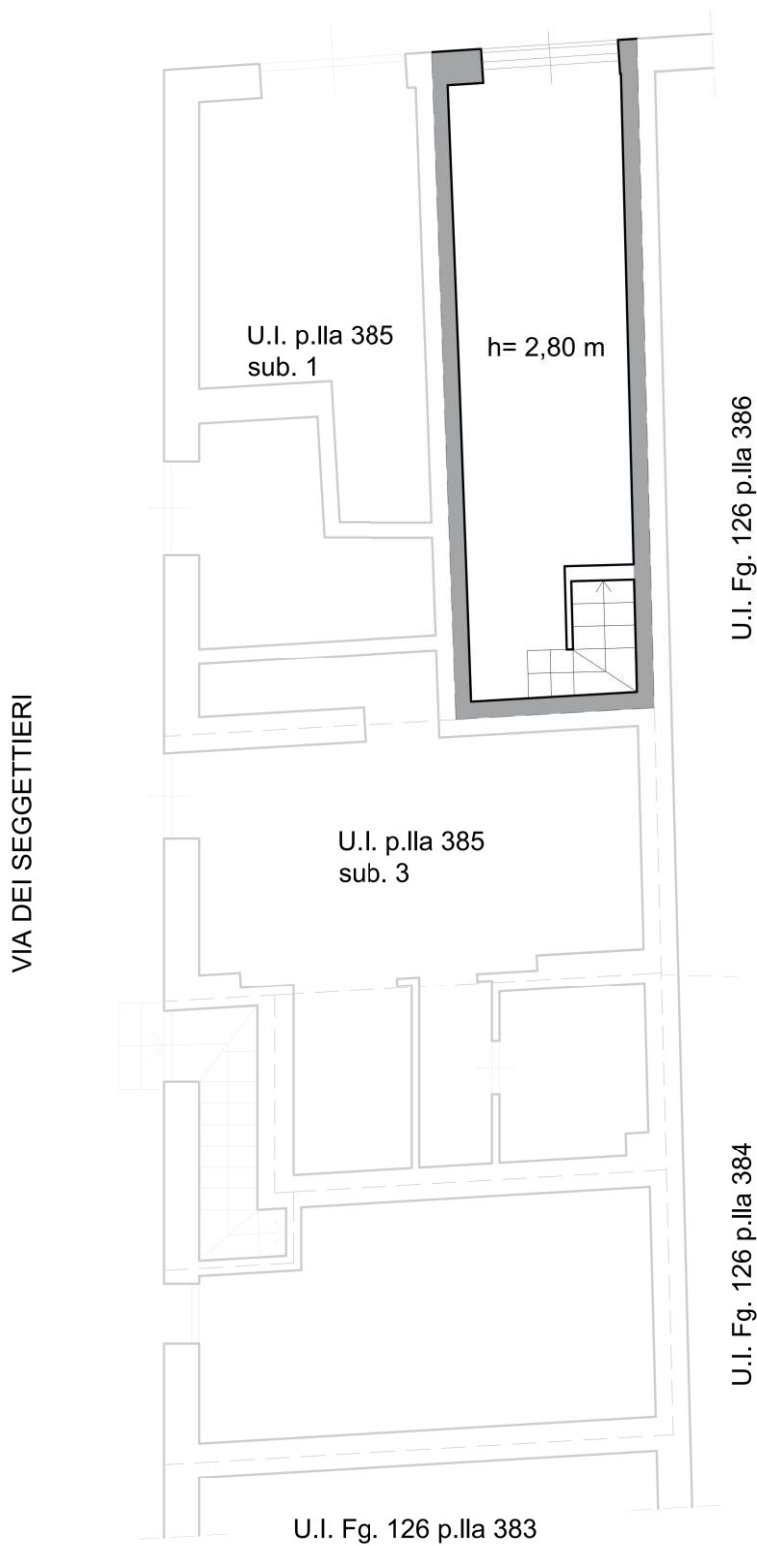 U.I. p.lla 385
sub. 1
h= 2,80 m
U.I. Fg. 126 p.lla 386
VIA DEI SEGGETTIERI
U.I. p.lla 385
sub. 3
U.I. Fg. 126 p.lla 384
U.I. Fg. 126 p.lla 383